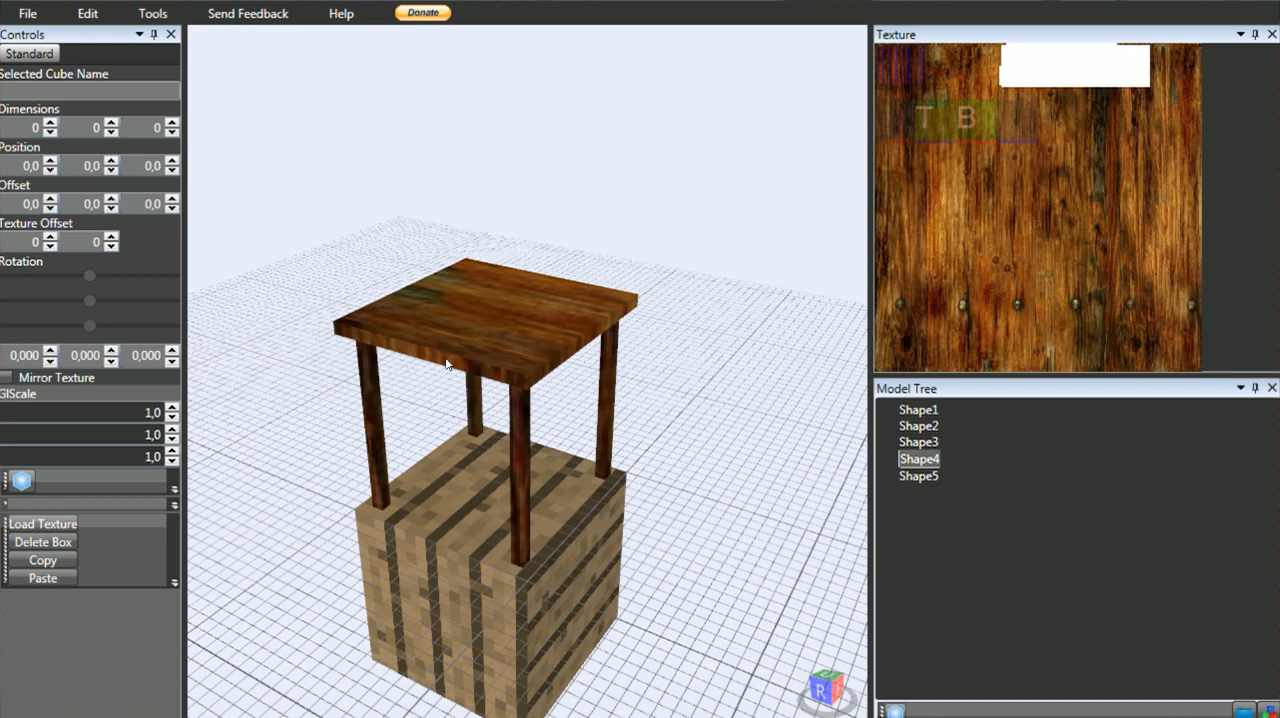 File Edit Tools Send Feedback Help Donate
Controls
Standard
Selected Cube Name
Dimensions
0 0 0
Position
0,0 0,0 0,0
Offset
0,0 0,0 0,0
Texture Offset
0 0
Rotation
0,000 0,000 0,000
Mirror Texture
GlScale
1,0
1,0
1,0
Load Texture
Delete Box
Copy
Paste
R
Texture
T B
Model Tree
Shape1
Shape2
Shape3
Shape4
Shape5